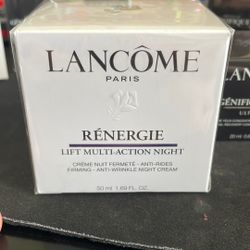 LANCÔME
PARIS
RÉNERGIE
LIFT MULTI-ACTION NIGHT
CRÈME NUIT FERMETÉ - ANTI-RIDES
FIRMING - ANTI-WRINKLE NIGHT CREAM
50 ml 1.69 FL. OZ.
GÉNIFIQ